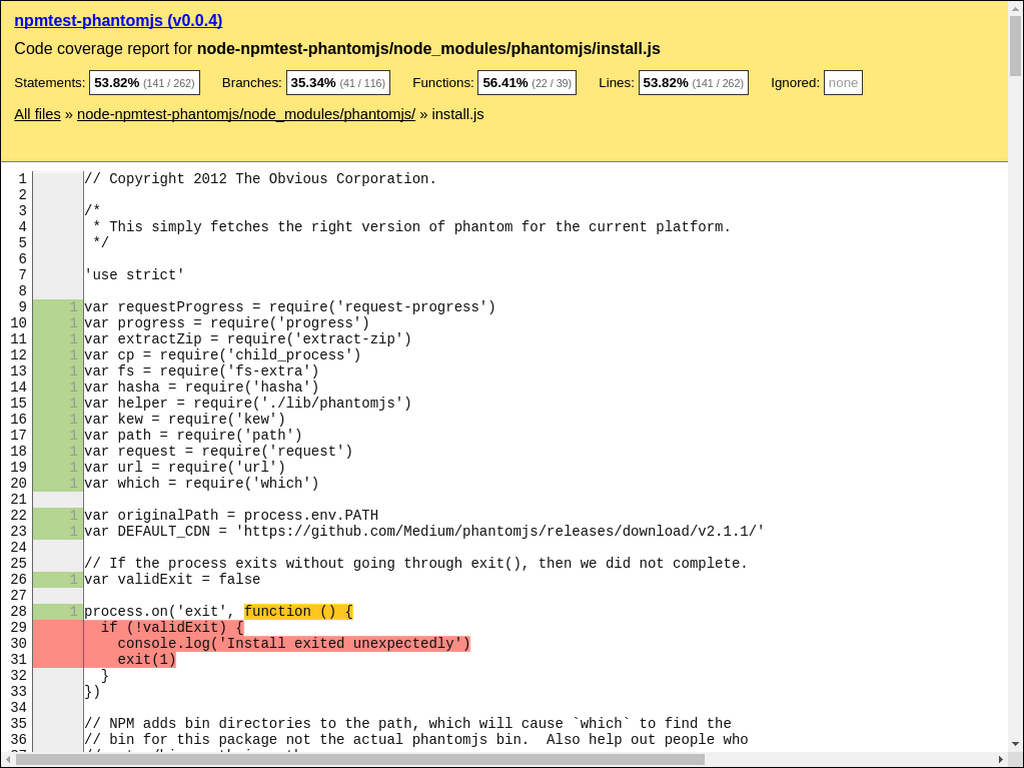 npmtest-phantomjs (v0.0.4)
Code coverage report for node-npmtest-phantomjs/node_modules/phantomjs/install.js
Statements: 53.82% (141 / 262) Branches: 35.34% (41 / 116) Functions: 56.41% (22 / 39) Lines: 53.82% (141 / 262) Ignored: none
All files » node-npmtest-phantomjs/node_modules/phantomjs/ » install.js
1 // Copyright 2012 The Obvious Corporation.
2
3 /*
4  * This simply fetches the right version of phantom for the current platform.
5  */
6
7 'use strict'
8
9 1 var requestProgress = require('request-progress')
10 1 var progress = require('progress')
11 1 var extractZip = require('extract-zip')
12 1 var cp = require('child_process')
13 1 var fs = require('fs-extra')
14 1 var hasha = require('hasha')
15 1 var helper = require('./lib/phantomjs')
16 1 var kew = require('kew')
17 1 var path = require('path')
18 1 var request = require('request')
19 1 var url = require('url')
20 1 var which = require('which')
21
22 1 var originalPath = process.env.PATH
23 1 var DEFAULT_CDN = 'https://github.com/Medium/phantomjs/releases/download/v2.1.1/'
24
25 // If the process exits without going through exit(), then we did not complete.
26 1 var validExit = false
27
28 1 process.on('exit', function () {
29   if (!validExit) {
30     console.log('Install exited unexpectedly')
31     exit(1)
32   }
33 })
34
35 // NPM adds bin directories to the path, which will cause `which` to find the
36 // bin for this package not the actual phantomjs bin.  Also help out people who